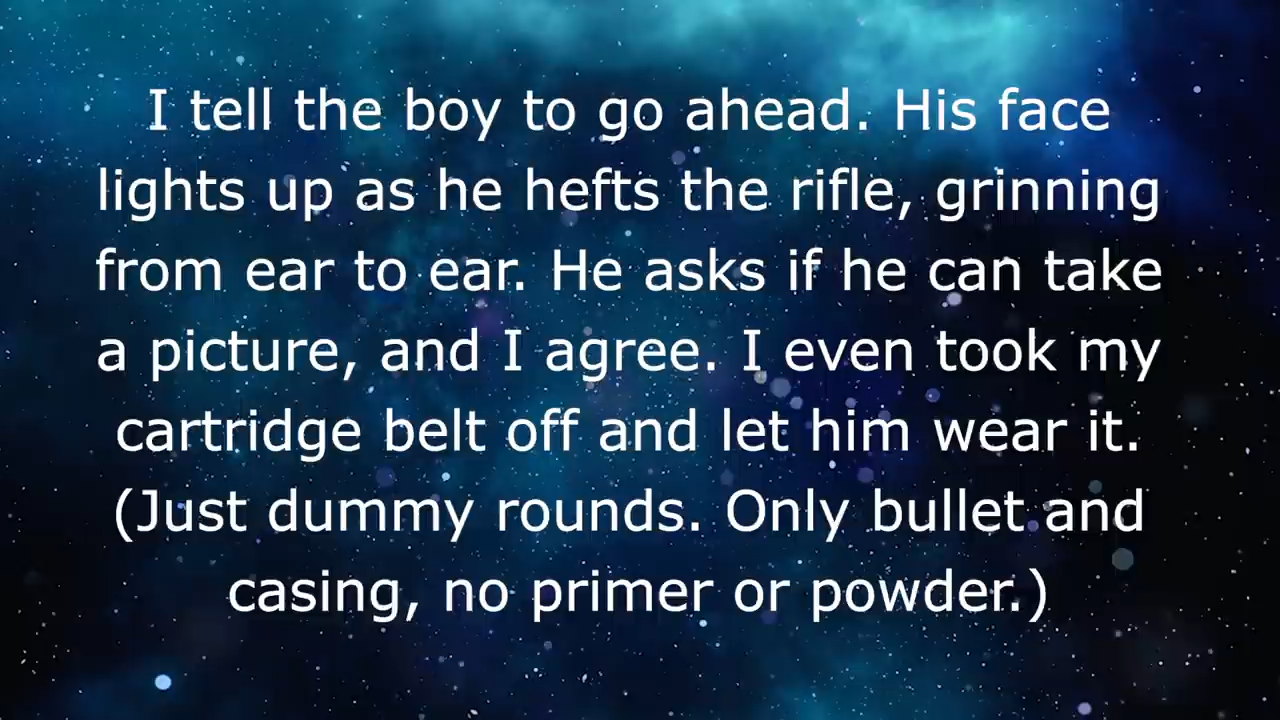 I tell the boy to go ahead. His face
lights up as he hefts the rifle, grinning
from ear to ear. He asks if he can take
a picture, and I agree. I even took my
cartridge belt off and let him wear it.
(Just dummy rounds. Only bullet and
casing, no primer or powder.)